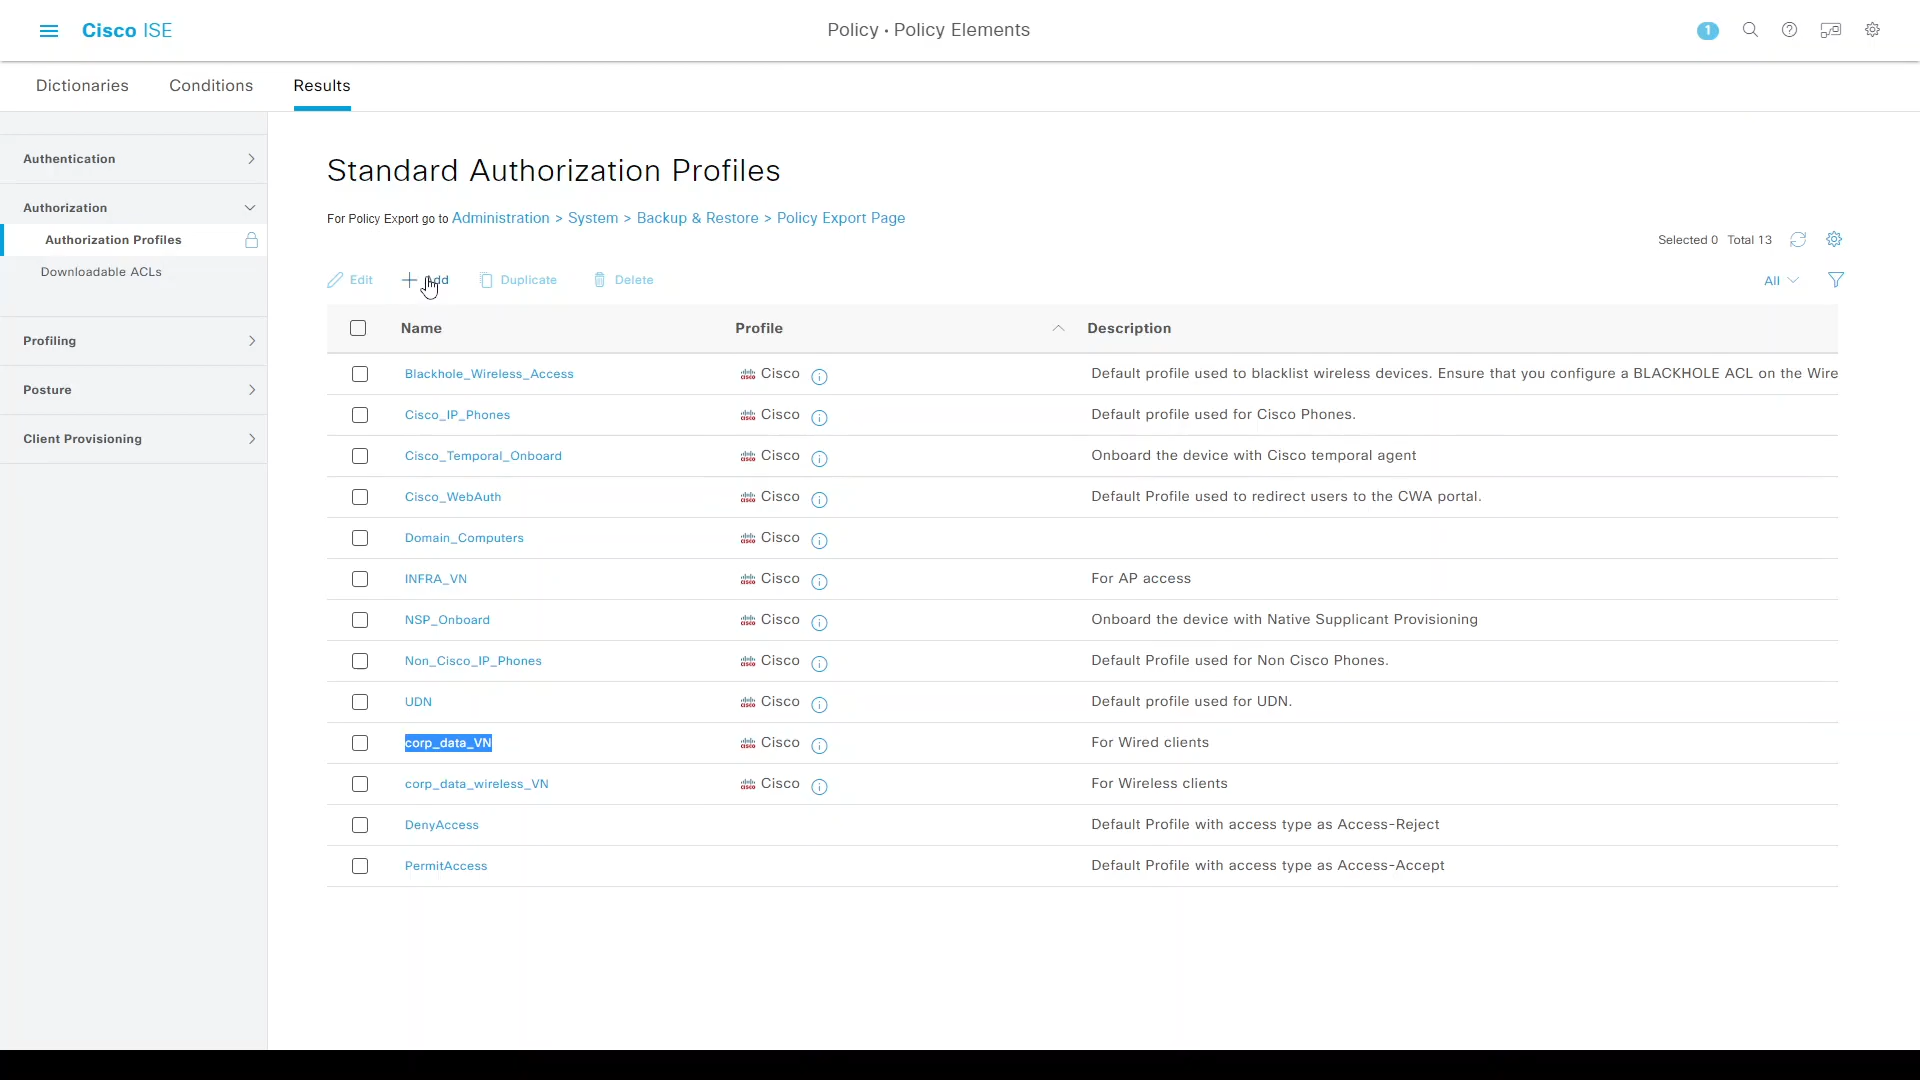 Cisco ISE
Policy · Policy Elements
1
Dictionaries Conditions Results
Authentication
Authorization
Authorization Profiles
Downloadable ACLs
Profiling
Posture
Client Provisioning
Standard Authorization Profiles
For Policy Export go to Administration > System > Backup & Restore > Policy Export Page
Selected 0 Total 13
Edit Add Duplicate Delete
All
Name Profile Description
Blackhole_Wireless_Access Cisco Default profile used to blacklist wireless devices. Ensure that you configure a BLACKHOLE ACL on the Wire
Cisco_IP_Phones Cisco Default profile used for Cisco Phones.
Cisco_Temporal_Onboard Cisco Onboard the device with Cisco temporal agent
Cisco_WebAuth Cisco Default Profile used to redirect users to the CWA portal.
Domain_Computers Cisco
INFRA_VN Cisco For AP access
NSP_Onboard Cisco Onboard the device with Native Supplicant Provisioning
Non_Cisco_IP_Phones Cisco Default Profile used for Non Cisco Phones.
UDN Cisco Default profile used for UDN.
corp_data_VN Cisco For Wired clients
corp_data_wireless_VN Cisco For Wireless clients
DenyAccess Default Profile with access type as Access-Reject
PermitAccess Default Profile with access type as Access-Accept